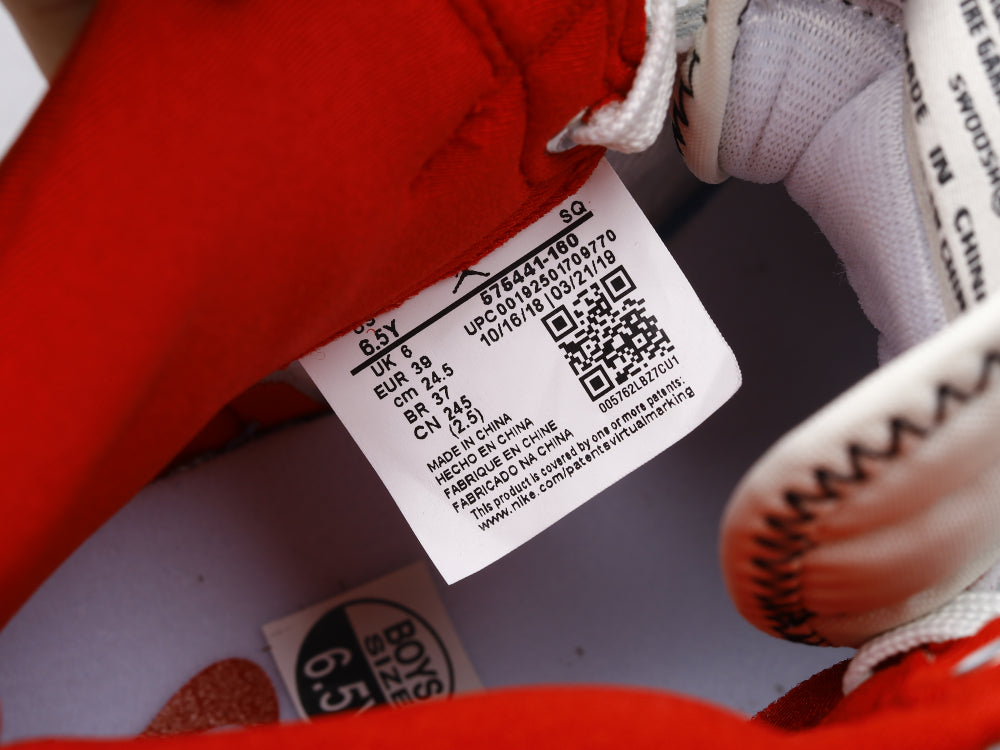 SQ
575441-160
UPC 00192501709770
10/16/18 03/21/19
US
6.5Y
UK 6
EUR 39
cm 24.5
BR 37
CN 245
(2.5)
005762LBZ7CU1
MADE IN CHINA
HECHO EN CHINA
FABRIQUE EN CHINE
FABRICADO NA CHINA
This product is covered by one or more patents:
www.nike.com/patentsvirtualmarking
BOYS
SIZE
6.5Y
SWOOSH
MADE IN CHINA